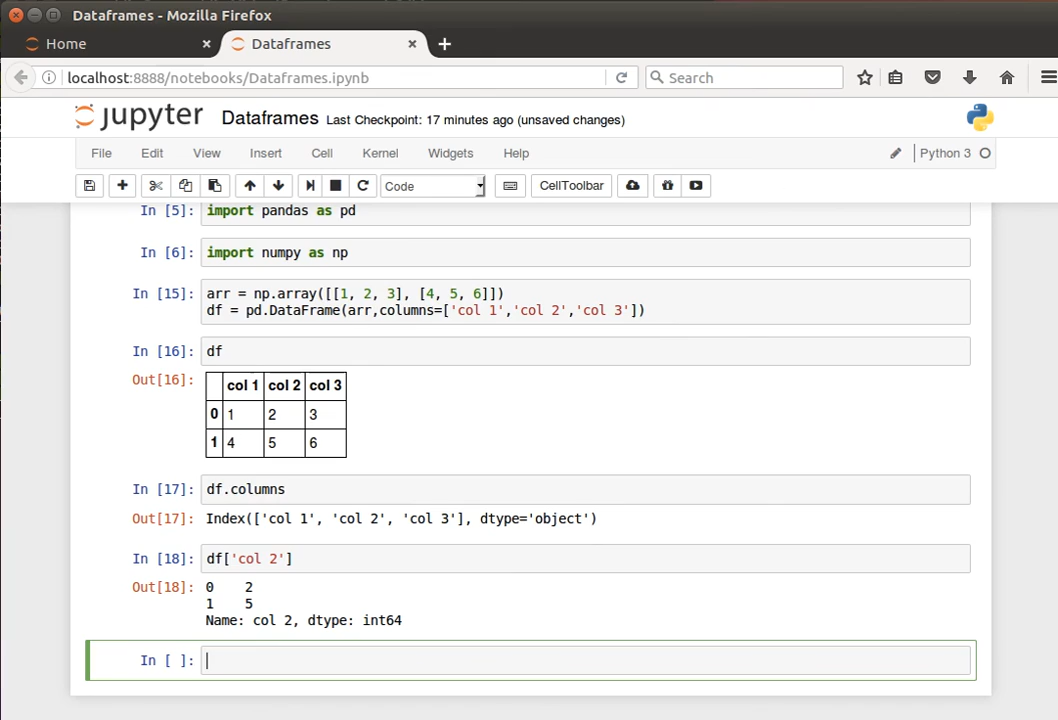 Dataframes - Mozilla Firefox
Home
Dataframes
localhost:8888/notebooks/Dataframes.ipynb
Search
jupyter Dataframes Last Checkpoint: 17 minutes ago (unsaved changes)
File Edit View Insert Cell Kernel Widgets Help Python 3
Code CellToolbar
In [5]: import pandas as pd
In [6]: import numpy as np
In [15]: arr = np.array([[1, 2, 3], [4, 5, 6]])
df = pd.DataFrame(arr,columns=['col 1','col 2','col 3'])
In [16]: df
Out[16]: col 1 col 2 col 3
0 1 2 3
1 4 5 6
In [17]: df.columns
Out[17]: Index(['col 1', 'col 2', 'col 3'], dtype='object')
In [18]: df['col 2']
Out[18]: 0 2
1 5
Name: col 2, dtype: int64
In [ ]: